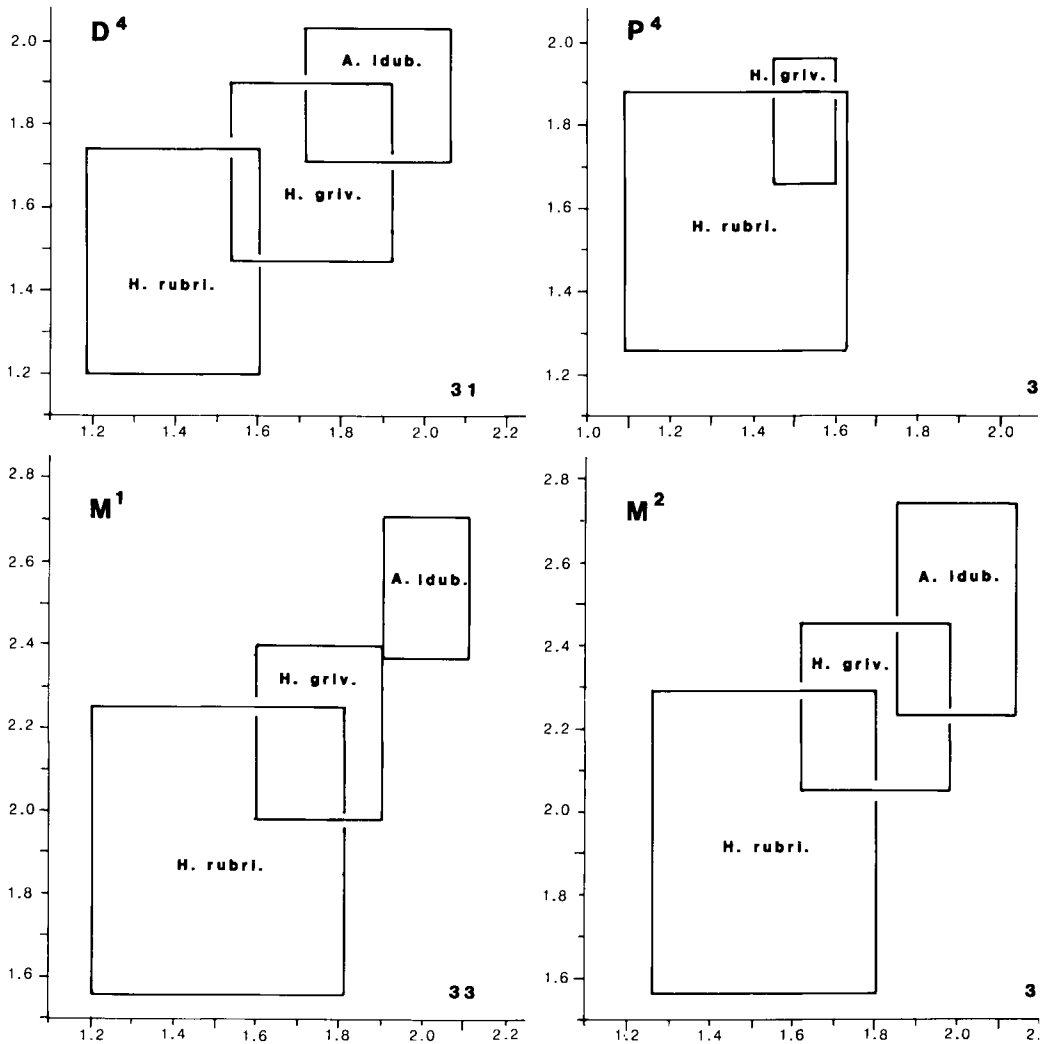 D⁴
2.0
1.8
1.6
1.4
1.2
A. idub.
H. griv.
H. rubri.
31
1.2 1.4 1.6 1.8 2.0 2.2
P⁴
2.0
1.8
1.6
1.4
1.2
H. griv.
H. rubri.
3
1.0 1.2 1.4 1.6 1.8 2.0
M¹
2.8
2.6
2.4
2.2
2.0
1.8
1.6
A. idub.
H. griv.
H. rubri.
33
1.2 1.4 1.6 1.8 2.0 2.2
M²
2.8
2.6
2.4
2.2
2.0
1.8
1.6
A. idub.
H. griv.
H. rubri.
3
1.2 1.4 1.6 1.8 2.0 2.